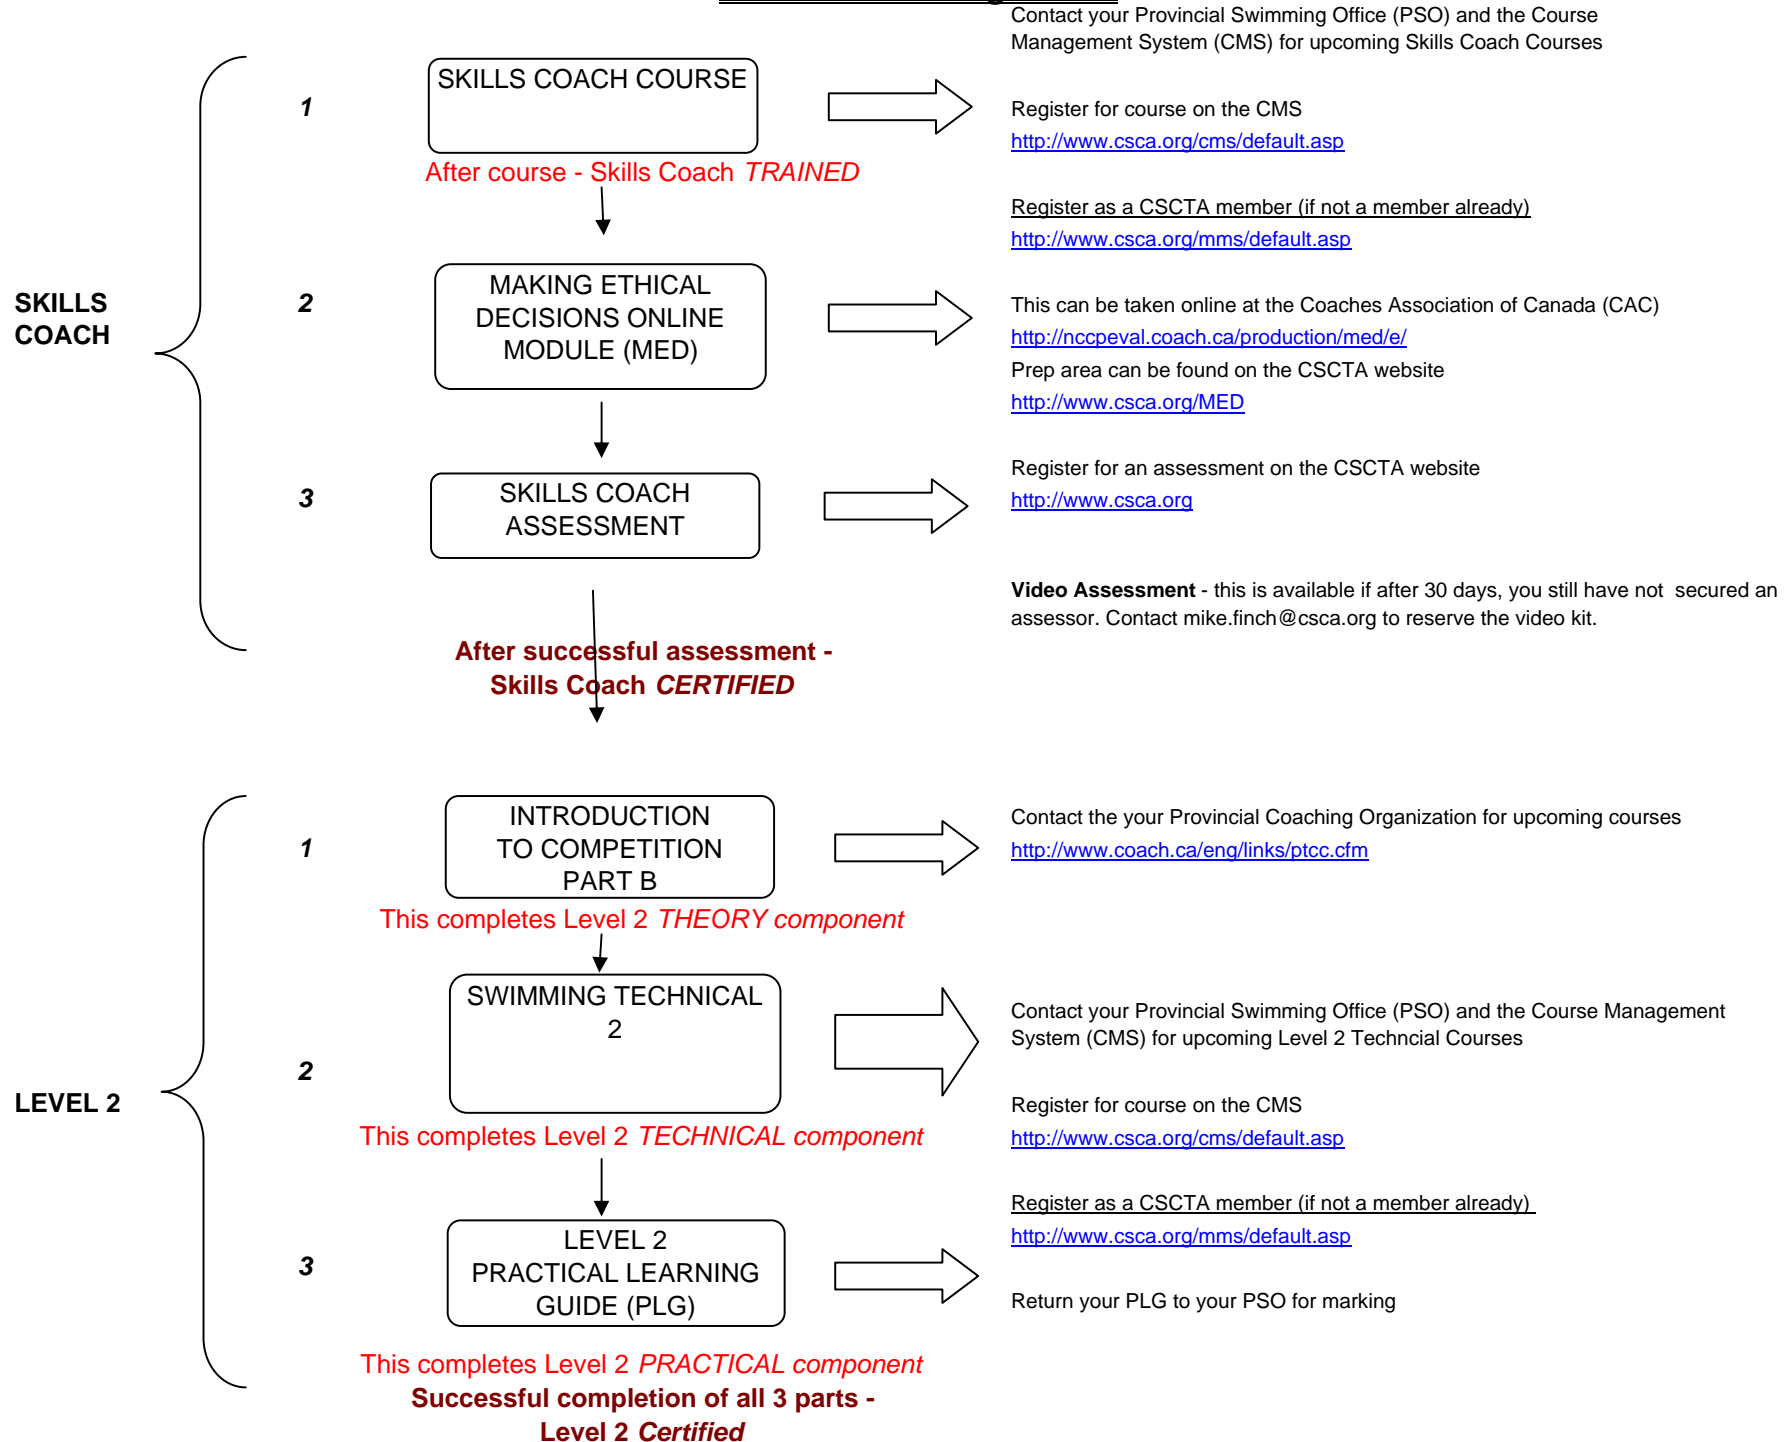 Contact your Provincial Swimming Office (PSO) and the Course
Management System (CMS) for upcoming Skills Coach Courses
SKILLS COACH COURSE
1
Register for course on the CMS
http://www.csca.org/cms/default.asp
After course - Skills Coach TRAINED
Register as a CSCTA member (if not a member already)
http://www.csca.org/mms/default.asp
SKILLS
COACH
2
MAKING ETHICAL
DECISIONS ONLINE
MODULE (MED)
This can be taken online at the Coaches Association of Canada (CAC)
http://nccpeval.coach.ca/production/med/e/
Prep area can be found on the CSCTA website
http://www.csca.org/MED
3
SKILLS COACH
ASSESSMENT
Register for an assessment on the CSCTA website
http://www.csca.org
Video Assessment - this is available if after 30 days, you still have not  secured an
assessor. Contact mike.finch@csca.org to reserve the video kit.
After successful assessment -
Skills Coach CERTIFIED
1
INTRODUCTION
TO COMPETITION
PART B
Contact the your Provincial Coaching Organization for upcoming courses
http://www.coach.ca/eng/links/ptcc.cfm
This completes Level 2 THEORY component
LEVEL 2
2
SWIMMING TECHNICAL
2
Contact your Provincial Swimming Office (PSO) and the Course Management
System (CMS) for upcoming Level 2 Techncial Courses
Register for course on the CMS
http://www.csca.org/cms/default.asp
This completes Level 2 TECHNICAL component
Register as a CSCTA member (if not a member already)
http://www.csca.org/mms/default.asp
3
LEVEL 2
PRACTICAL LEARNING
GUIDE (PLG)
Return your PLG to your PSO for marking
This completes Level 2 PRACTICAL component
Successful completion of all 3 parts -
Level 2 Certified